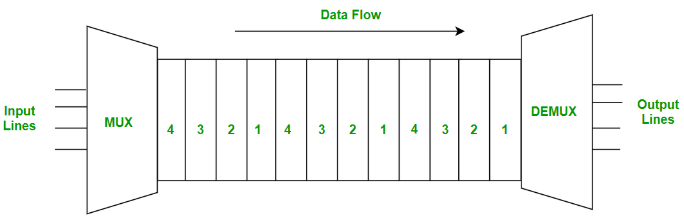 Data Flow
Input
Lines
MUX
4 3 2 1 4 3 2 1 4 3 2 1
DEMUX
Output
Lines